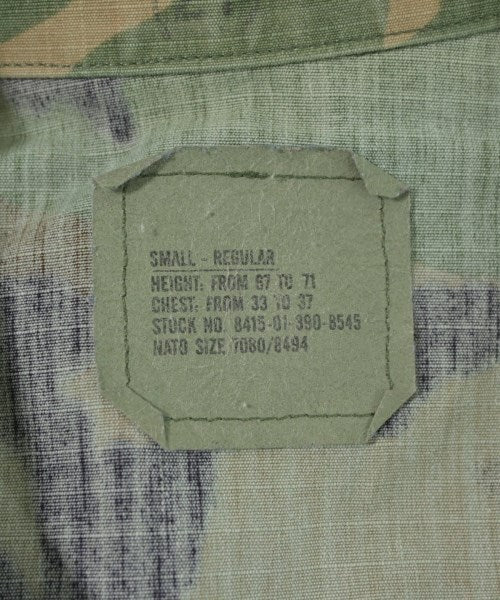 SMALL - REGULAR
HEIGHT: FROM 67 TO 71
CHEST: FROM 33 TO 37
STOCK NO. 8415-01-390-8545
NATO SIZE 7080/8494